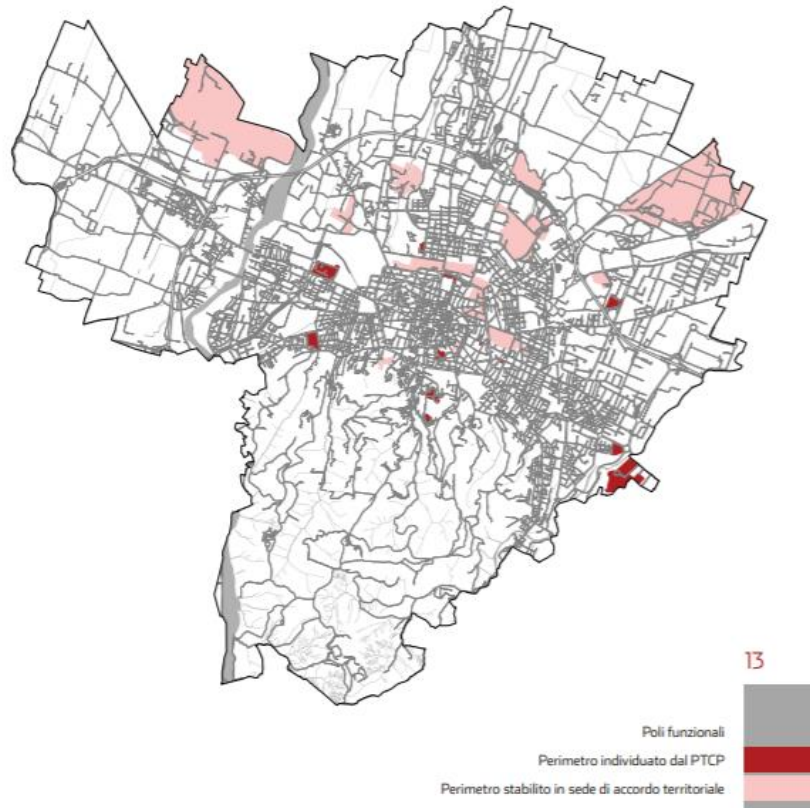 13
Poli funzionali
Perimetro individuato dal PTCP
Perimetro stabilito in sede di accordo territoriale